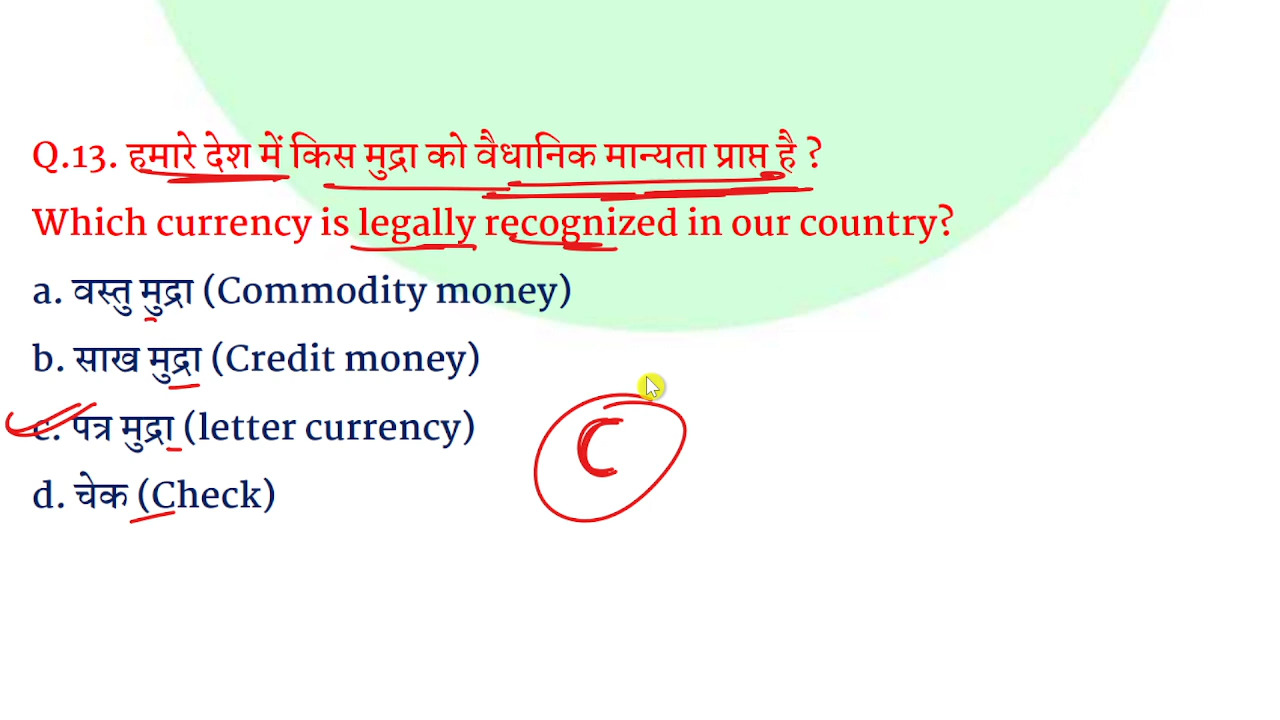 Q.13. हमारे देश में किस मुद्रा को वैधानिक मान्यता प्राप्त है ?
Which currency is legally recognized in our country?
a. वस्तु मुद्रा (Commodity money)
b. साख मुद्रा (Credit money)
c. पत्र मुद्रा (letter currency)
C
d. चेक (Check)